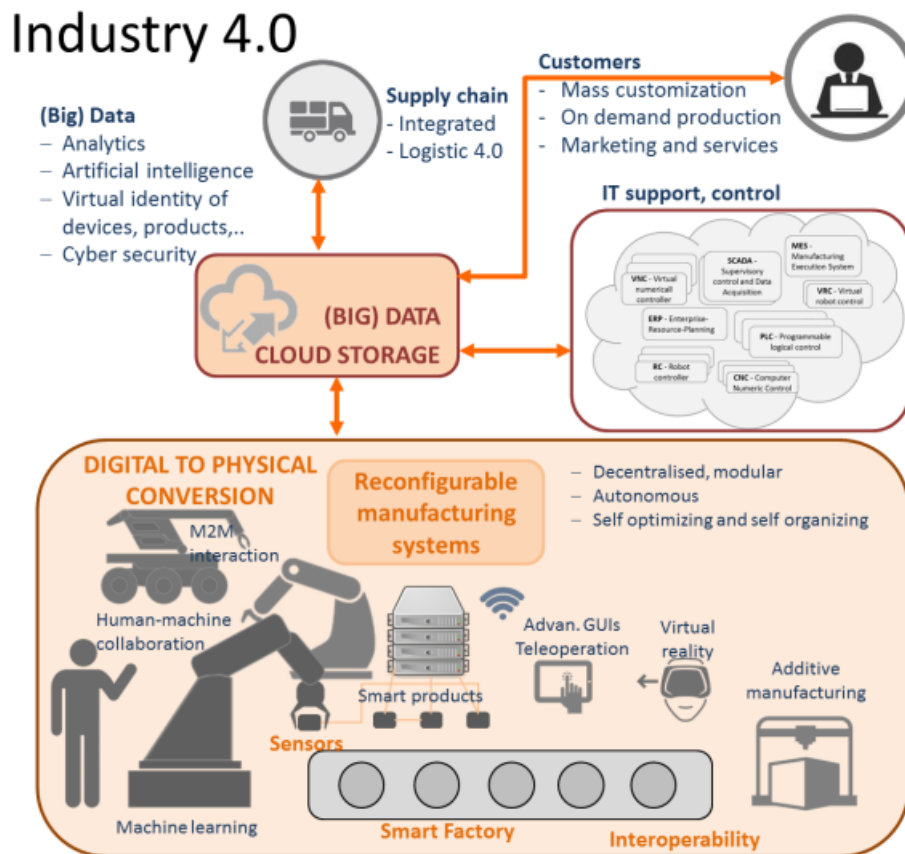 Industry 4.0
(Big) Data
– Analytics
– Artificial intelligence
– Virtual identity of
devices, products,..
– Cyber security
Supply chain
- Integrated
- Logistic 4.0
Customers
- Mass customization
- On demand production
- Marketing and services
IT support, control
MES -
Manufacturing
Execution System
SCADA -
Supervisory
control and Data
Acquisition
VNC - Virtual
numericall
controller
VRC - Virtual
robot control
ERP - Enterprise-
Resource-Planning
PLC - Programmable
logical control
RC - Robot
controller
CNC - Computer
Numeric Control
(BIG) DATA
CLOUD STORAGE
DIGITAL TO PHYSICAL
CONVERSION
Reconfigurable
manufacturing
systems
– Decentralised, modular
– Autonomous
– Self optimizing and self organizing
M2M
interaction
Human-machine
collaboration
Smart products
Advan. GUIs
Teleoperation
Virtual
reality
Additive
manufacturing
Sensors
Machine learning
Smart Factory
Interoperability